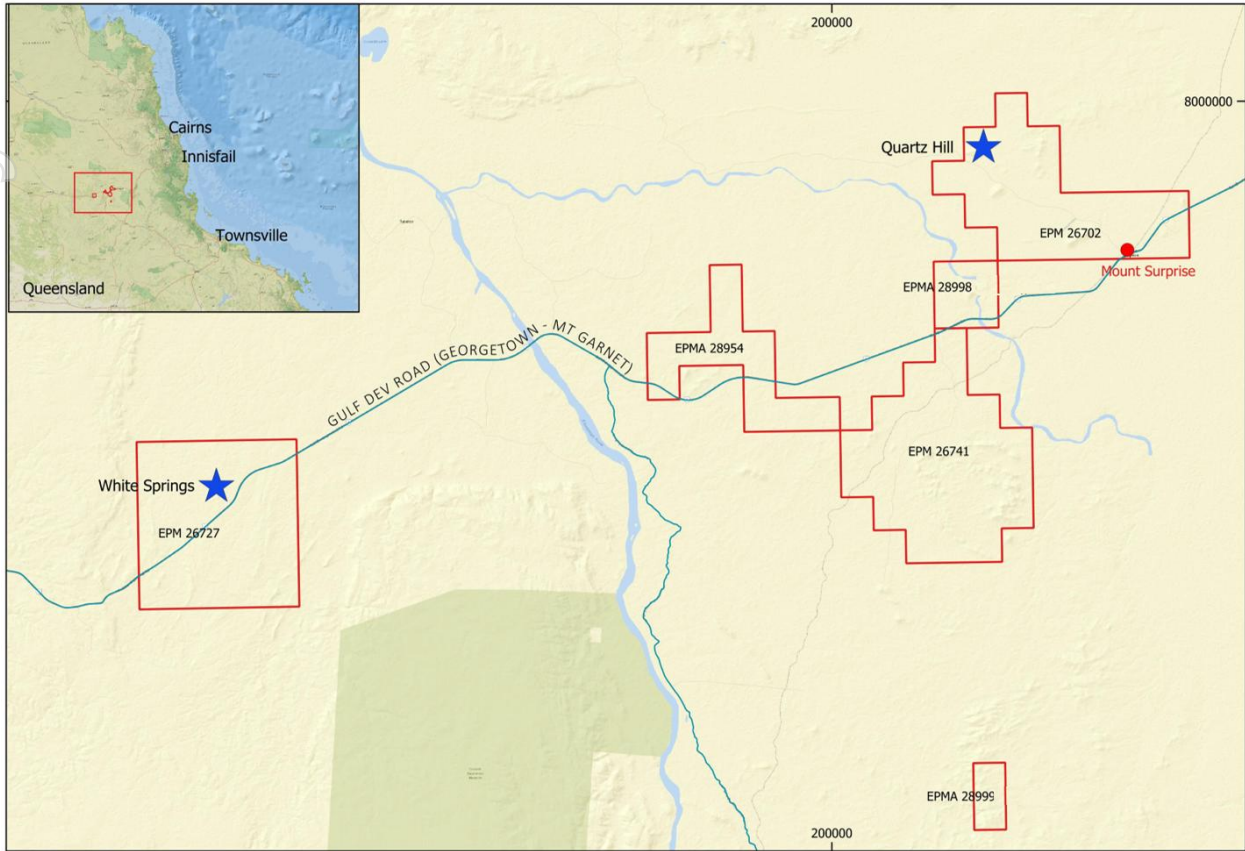 200000
Cairns
Innisfail
Townsville
Queensland
8000000
Quartz Hill
EPM 26702
Mount Surprise
EPMA 28998
EPMA 28954
GULF DEV ROAD (GEORGETOWN - MT GARNET)
EPM 26741
White Springs
EPM 26727
EPMA 28999
200000